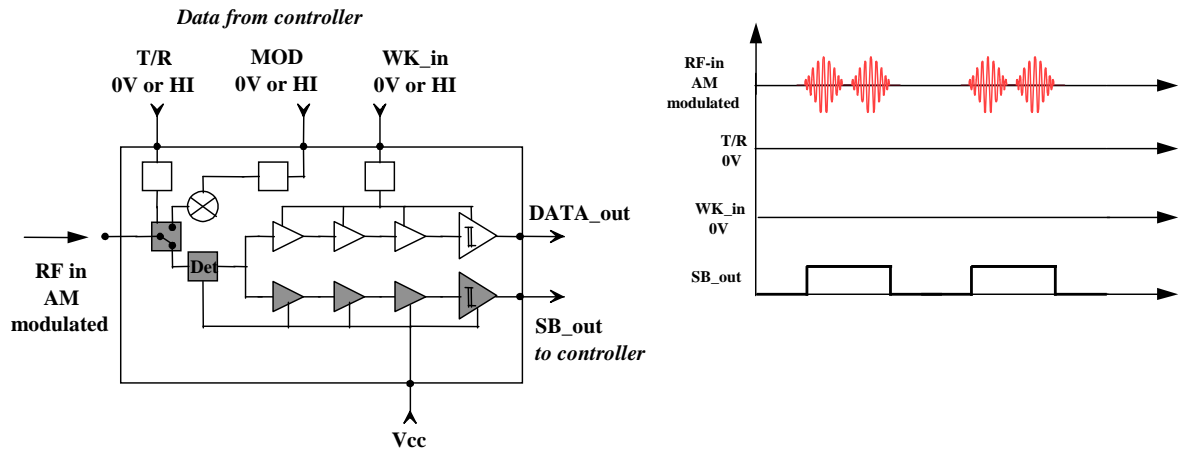 Data from controller
T/R
0V or HI
MOD
0V or HI
WK_in
0V or HI
DATA_out
RF in
AM
modulated
Det
SB_out
to controller
Vcc
RF-in
AM
modulated
T/R
0V
WK_in
0V
SB_out